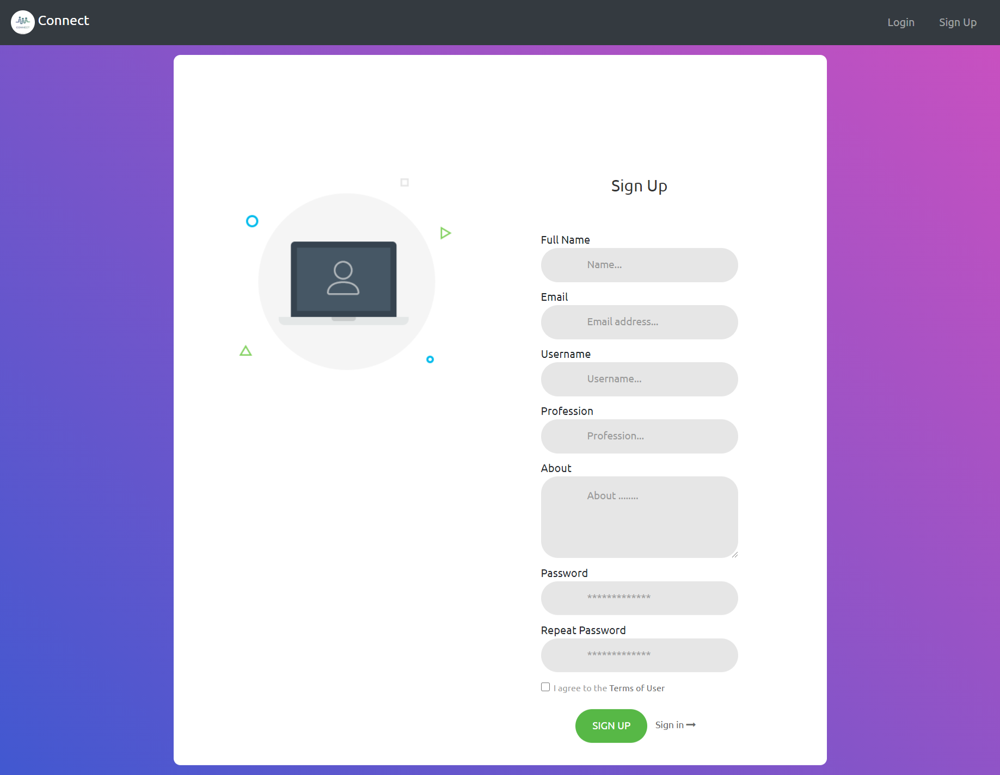 CONNECT
Connect
Login
Sign Up
Sign Up
Full Name
Name...
Email
Email address...
Username
Username...
Profession
Profession...
About
About ........
Password
*************
Repeat Password
*************
I agree to the Terms of User
SIGN UP
Sign in